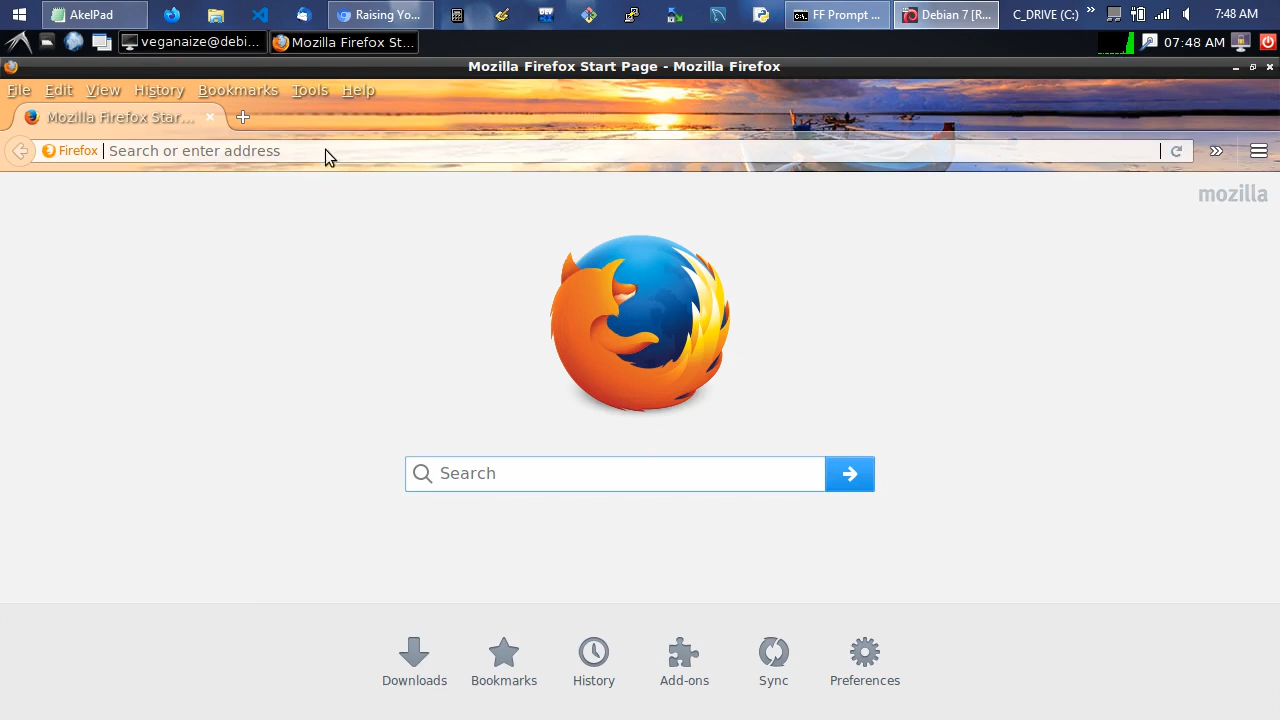 AkelPad
Raising Yo...
FF Prompt ...
Debian 7 [R...
C_DRIVE (C:)
7:48 AM
veganaize@debi...
Mozilla Firefox St...
07:48 AM
Mozilla Firefox Start Page - Mozilla Firefox
File Edit View History Bookmarks Tools Help
Mozilla Firefox Star...
Firefox Search or enter address
mozilla
Search
Downloads Bookmarks History Add-ons Sync Preferences